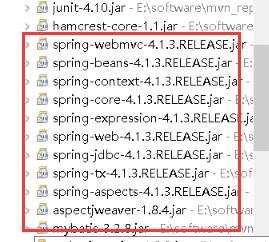 junit-4.10.jar - E:\software\mvn_rep
hamcrest-core-1.1.jar - E:\softwar
spring-webmvc-4.1.3.RELEASE.jar
spring-beans-4.1.3.RELEASE.jar - E
spring-context-4.1.3.RELEASE.jar -
spring-core-4.1.3.RELEASE.jar - E:\
spring-expression-4.1.3.RELEASE.ja
spring-web-4.1.3.RELEASE.jar - E:\
spring-jdbc-4.1.3.RELEASE.jar - E:\
spring-tx-4.1.3.RELEASE.jar - E:\so
spring-aspects-4.1.3.RELEASE.jar -
aspectjweaver-1.8.4.jar - E:\softw
mybatis-3.2.8.jar - E:\software\mv